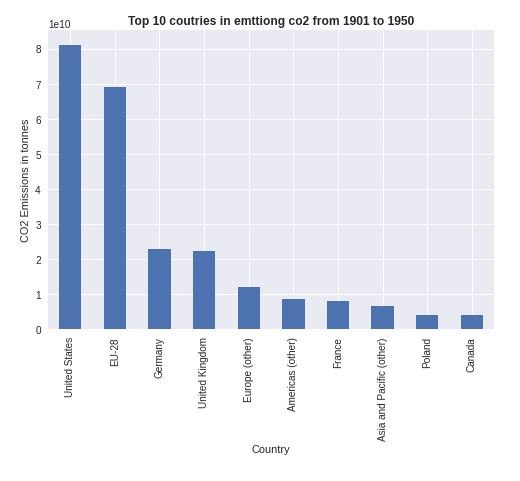 Top 10 coutries in emttiong co2 from 1901 to 1950
1e10
8
7
6
5
4
3
2
1
0
CO2 Emissions in tonnes
United States
EU-28
Germany
United Kingdom
Europe (other)
Americas (other)
France
Asia and Pacific (other)
Poland
Canada
Country